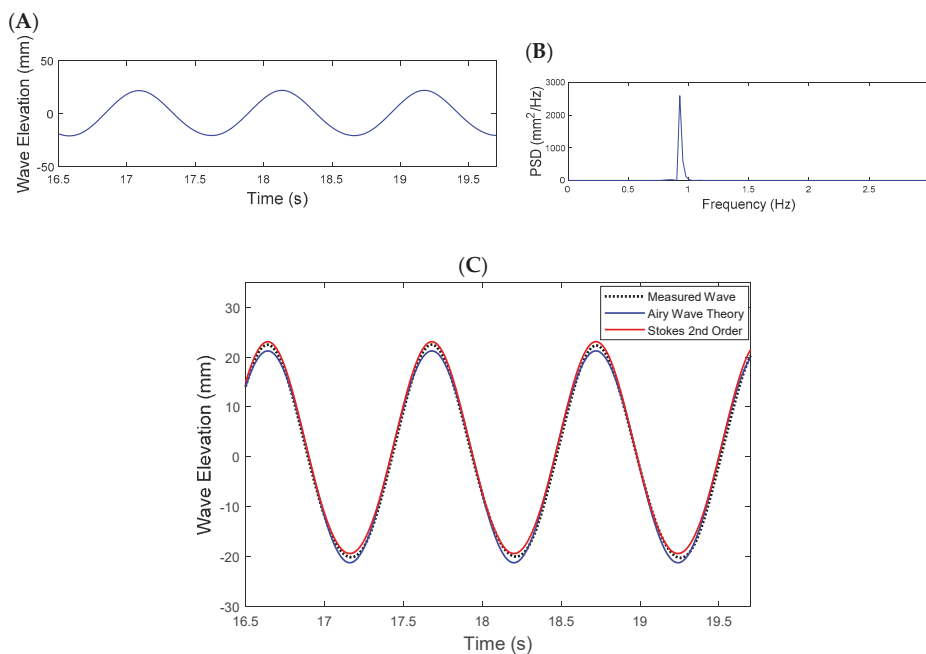 (A)
Wave Elevation (mm)
50
0
-50
16.5 17 17.5 18 18.5 19 19.5
Time (s)
(B)
PSD (mm²/Hz)
3000
2000
1000
0
0 0.5 1 1.5 2 2.5
Frequency (Hz)
(C)
Wave Elevation (mm)
30
20
10
0
-10
-20
-30
Measured Wave
Airy Wave Theory
Stokes 2nd Order
16.5 17 17.5 18 18.5 19 19.5
Time (s)